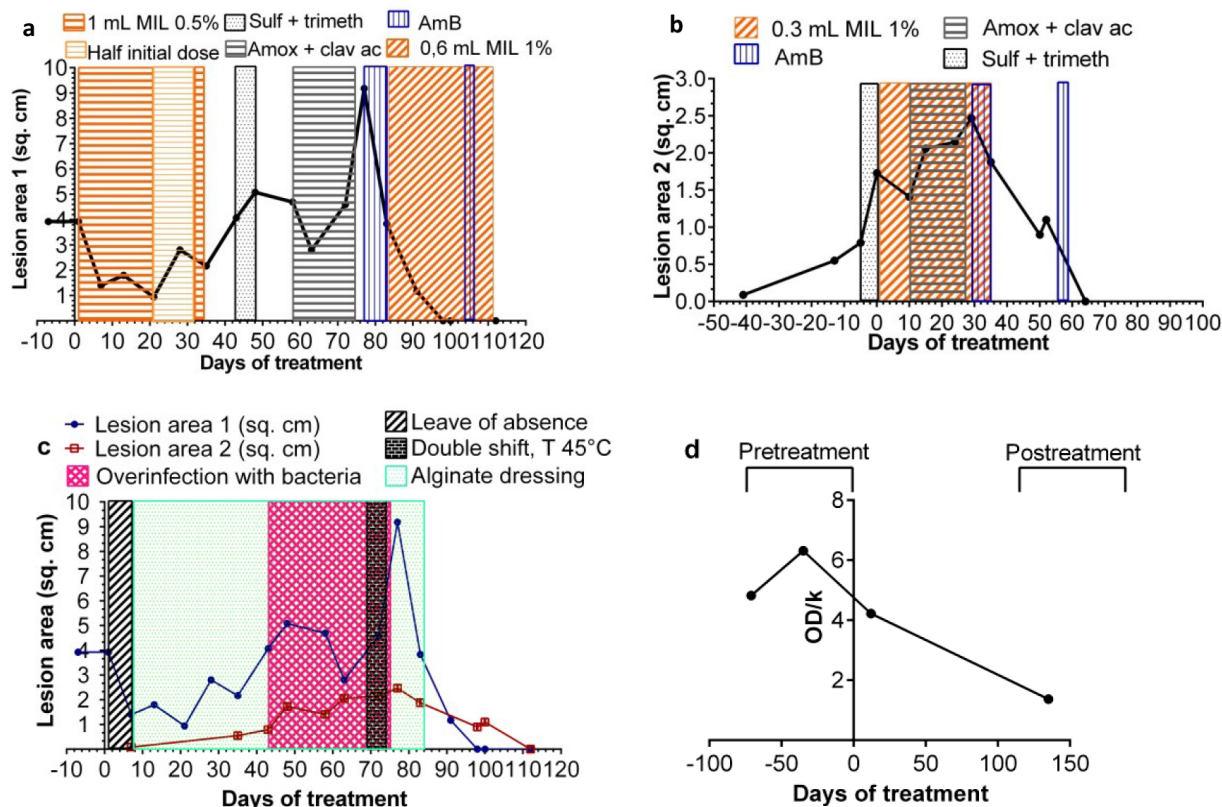 a
1 mL MIL 0.5%
Sulf + trimeth
AmB
Half initial dose
Amox + clav ac
0,6 mL MIL 1%
Lesion area 1 (sq. cm)
10
9
8
7
6
5
4
3
2
1
-10 0 10 20 30 40 50 60 70 80 90 100 110 120
Days of treatment
b
0.3 mL MIL 1%
Amox + clav ac
AmB
Sulf + trimeth
Lesion area 2 (sq. cm)
3.0
2.5
2.0
1.5
1.0
0.5
0.0
-50 -40 -30 -20 -10 0 10 20 30 40 50 60 70 80 90 100
Days of treatment
c
Lesion area 1 (sq. cm)
Leave of absence
Lesion area 2 (sq. cm)
Double shift, T 45°C
Overinfection with bacteria
Alginate dressing
Lesion area (sq. cm)
10
9
8
7
6
5
4
3
2
1
-10 0 10 20 30 40 50 60 70 80 90 100 110 120
Days of treatment
d
Pretreatment
Postreatment
OD/k
8
6
4
2
-100 -50 0 50 100 150
Days of treatment